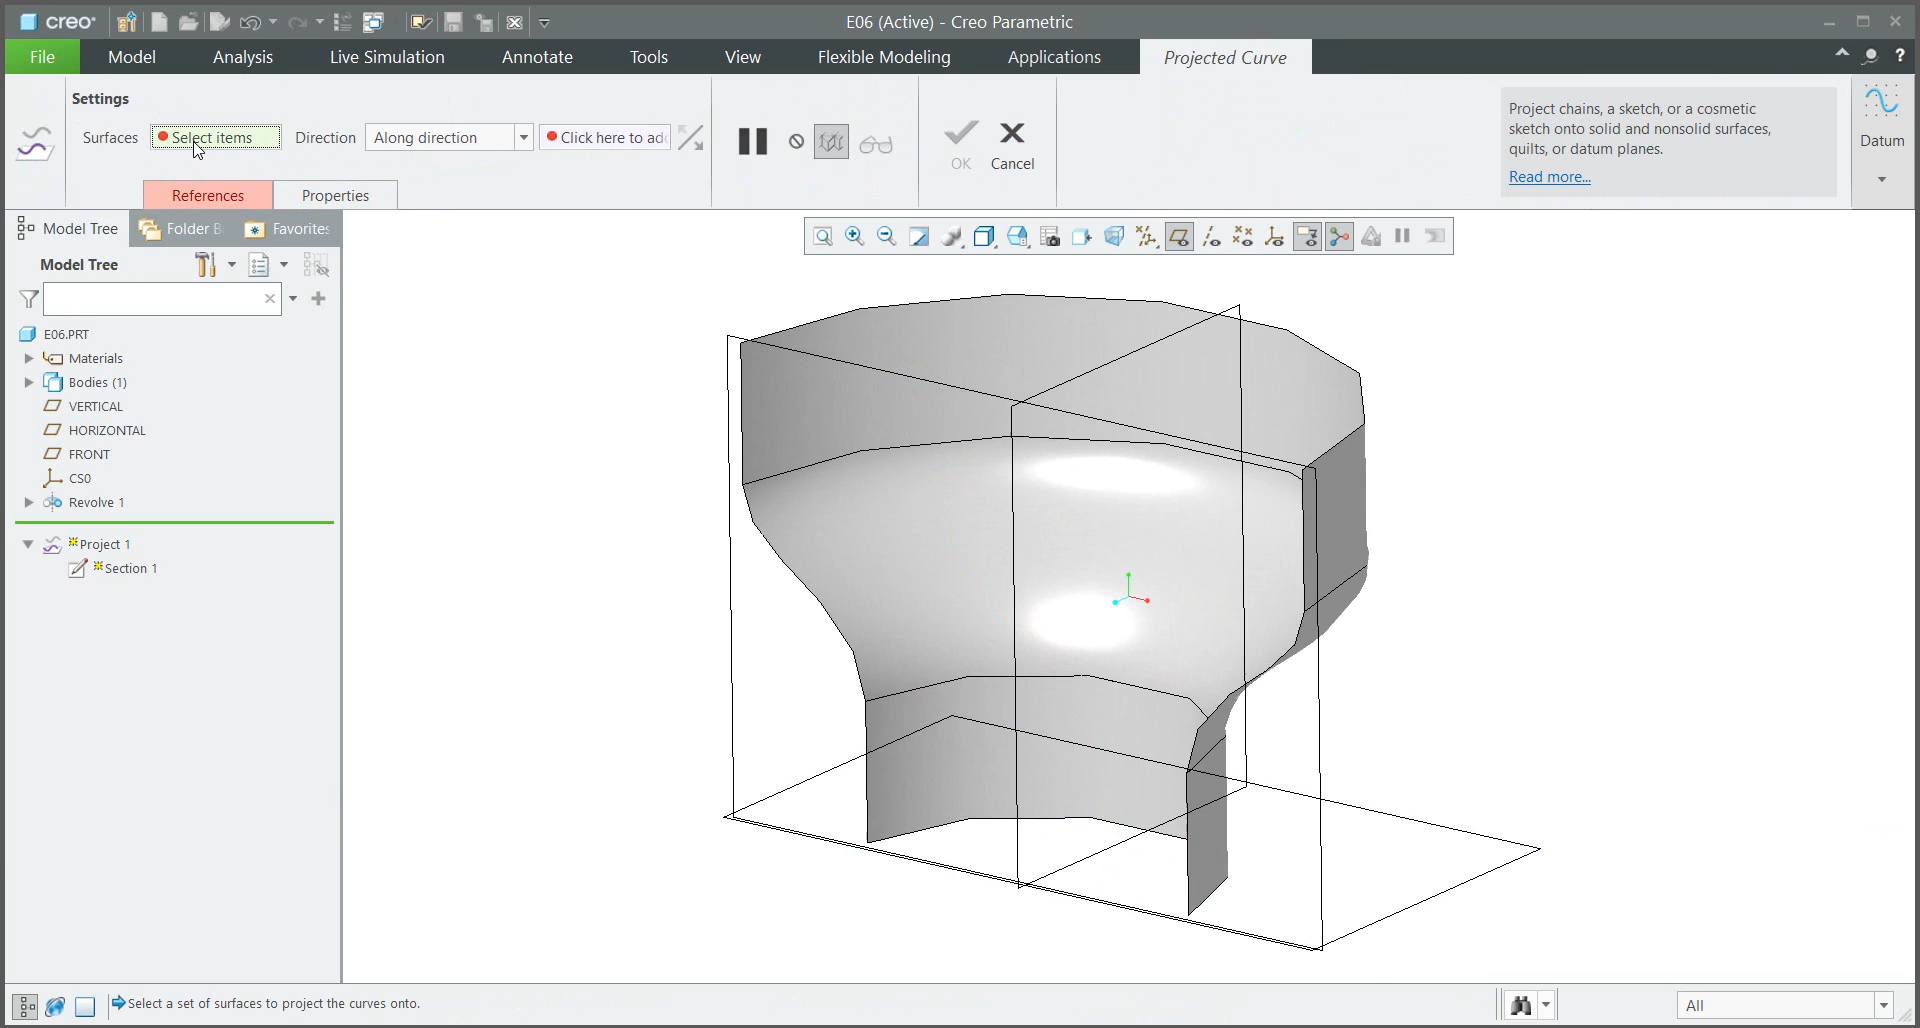 creo®
E06 (Active) - Creo Parametric
File
Model
Analysis
Live Simulation
Annotate
Tools
View
Flexible Modeling
Applications
Projected Curve
?
Settings
Surfaces
Select items
Direction
Along direction
Click here to ad
OK
Cancel
References
Properties
Project chains, a sketch, or a cosmetic
sketch onto solid and nonsolid surfaces,
quilts, or datum planes.
Read more...
Datum
Model Tree
Folder B
Favorites
Model Tree
E06.PRT
Materials
Bodies (1)
VERTICAL
HORIZONTAL
FRONT
CS0
Revolve 1
Project 1
Section 1
Select a set of surfaces to project the curves onto.
All